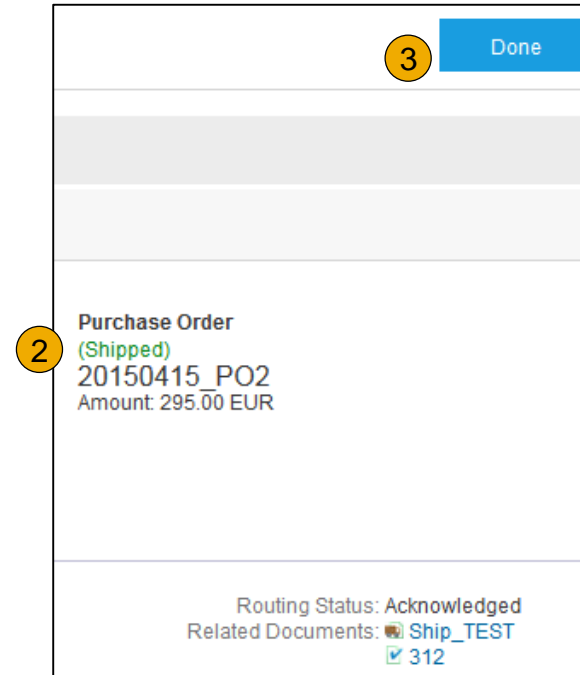 3
Done
Purchase Order
2
(Shipped)
20150415_PO2
Amount: 295.00 EUR
Routing Status: Acknowledged
Related Documents: Ship_TEST
312